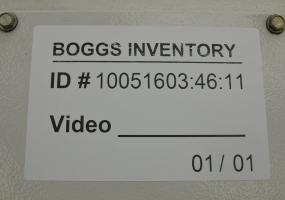 BOGGS INVENTORY
ID # 10051603:46:11
Video ___________
01 / 01